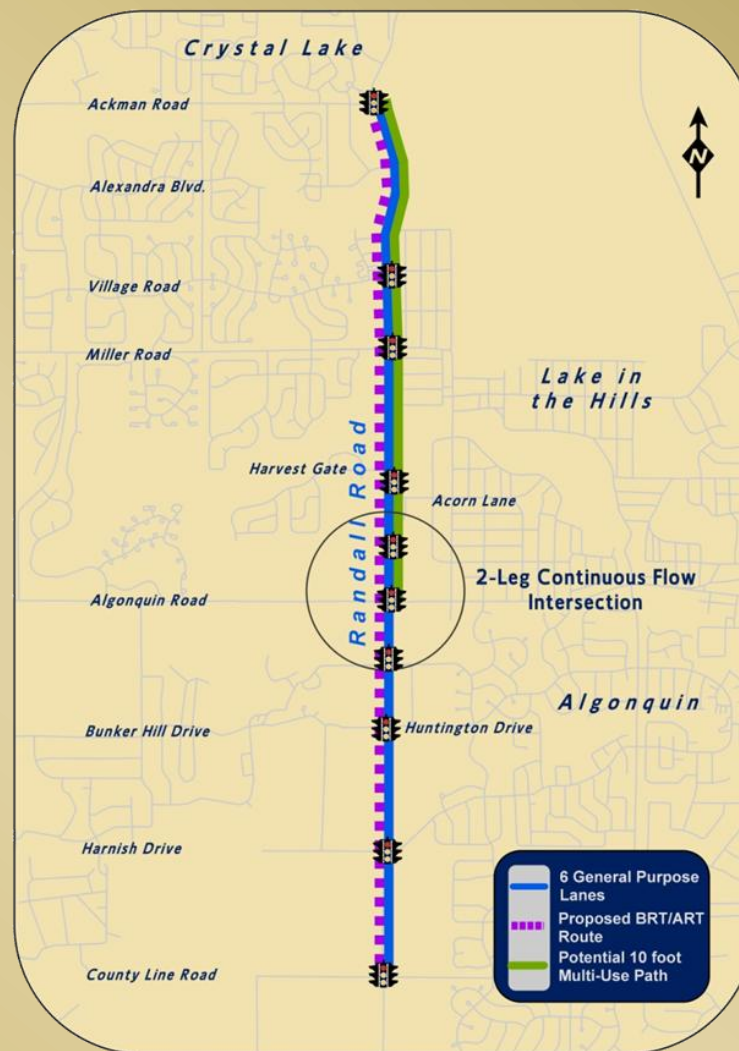 Crystal Lake
Ackman Road
N
Alexandra Blvd.
Village Road
Miller Road
Lake in
the Hills
Harvest Gate
Randall Road
Acorn Lane
2-Leg Continuous Flow
Intersection
Algonquin Road
Algonquin
Bunker Hill Drive
Huntington Drive
Harnish Drive
6 General Purpose
Lanes
Proposed BRT/ART
Route
Potential 10 foot
Multi-Use Path
County Line Road